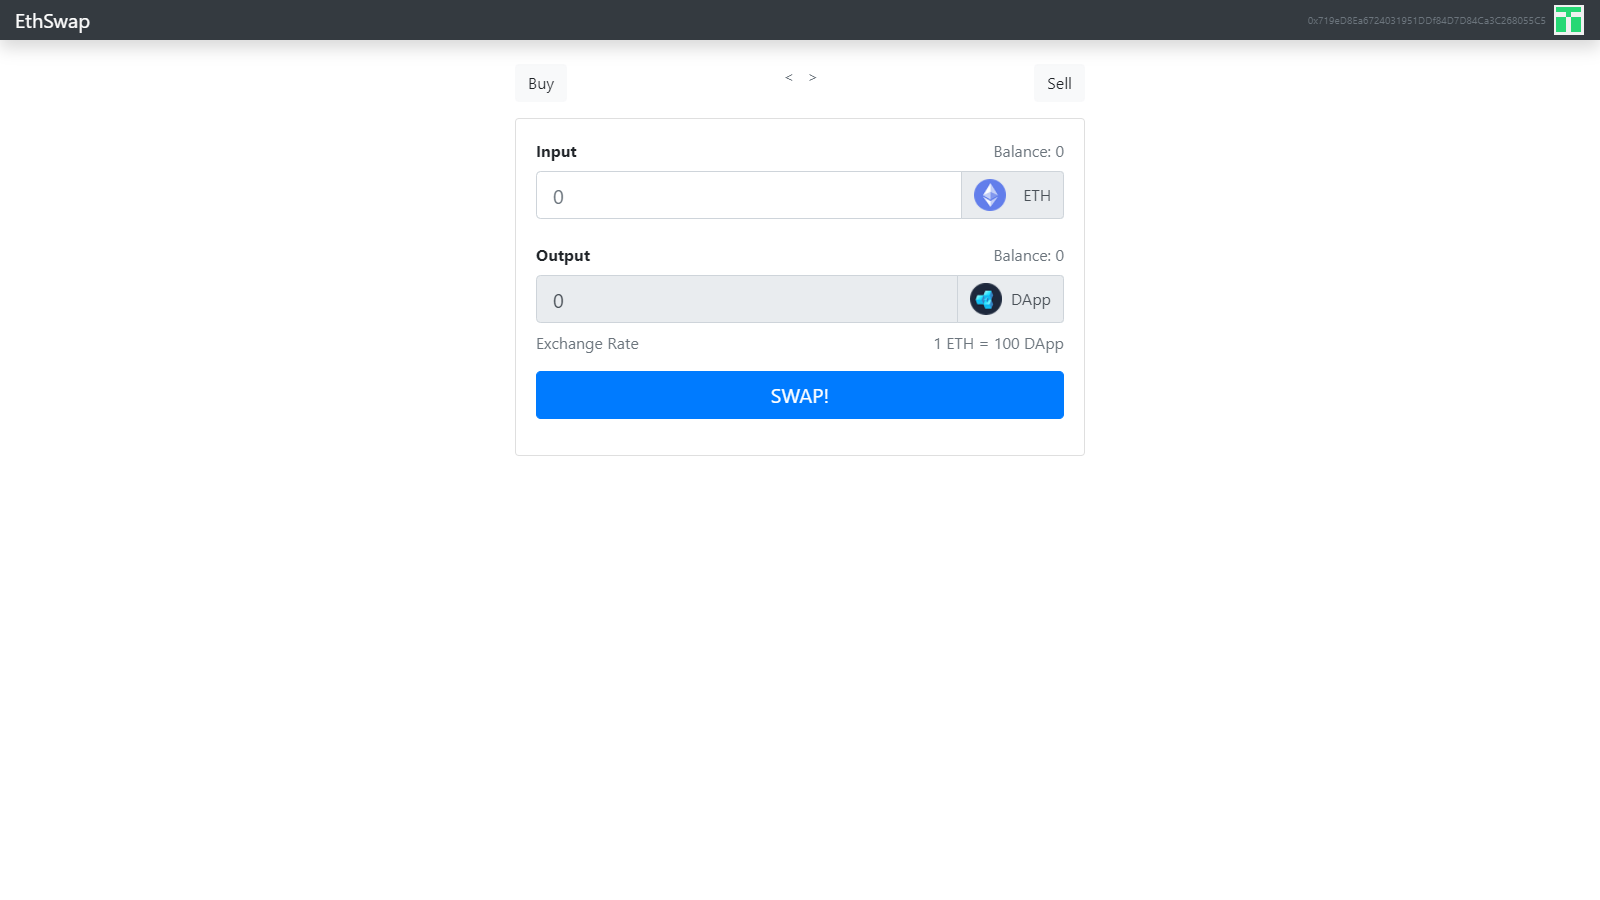 EthSwap
0x719eD8Ea6724031951DDf84D7D84Ca3C268055C5
Buy
< >
Sell
Input
Balance: 0
0
ETH
Output
Balance: 0
0
DApp
Exchange Rate
1 ETH = 100 DApp
SWAP!